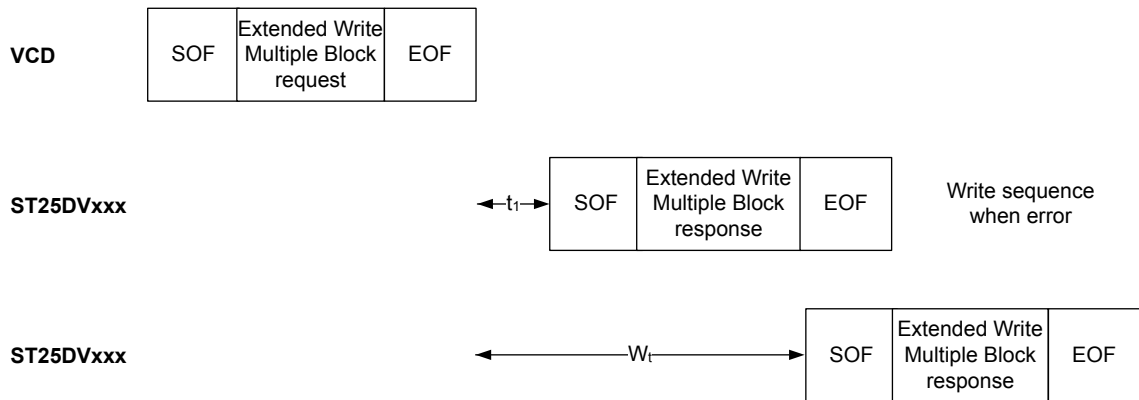 VCD
SOF
Extended Write
Multiple Block
request
EOF
ST25DVxxx
t1
SOF
Extended Write
Multiple Block
response
EOF
Write sequence
when error
ST25DVxxx
Wt
SOF
Extended Write
Multiple Block
response
EOF